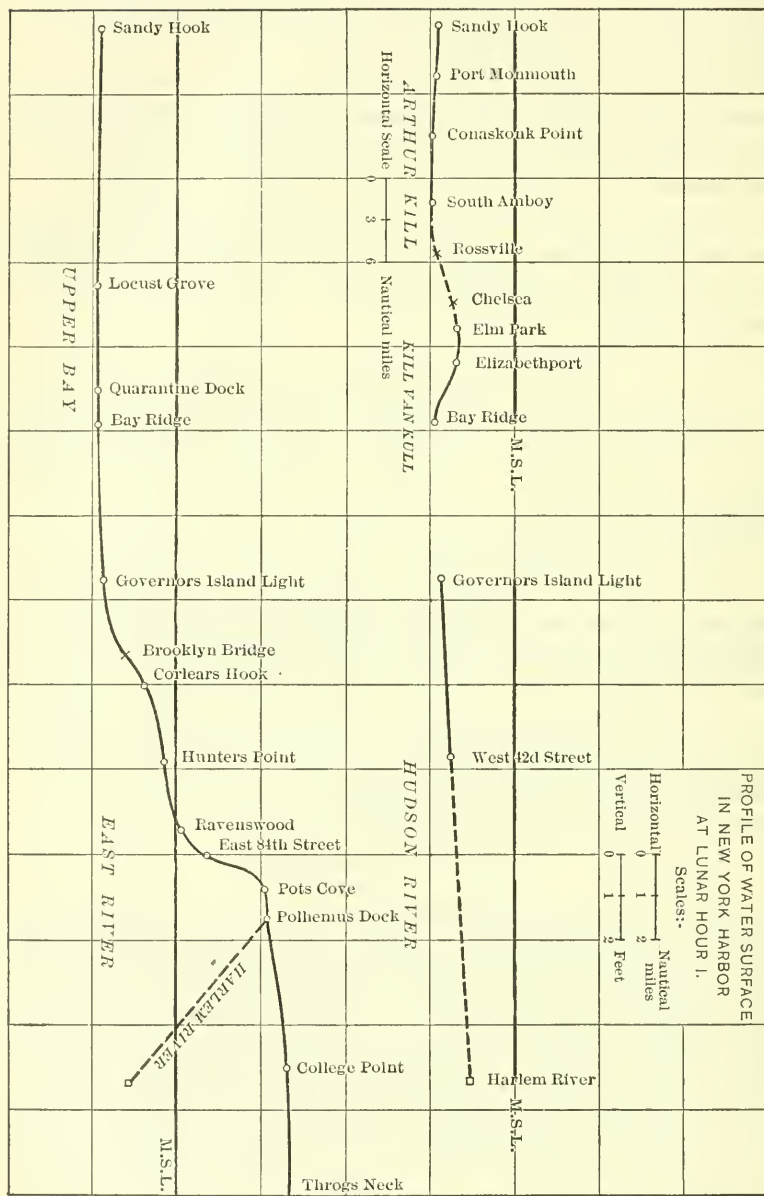 PROFILE OF WATER SURFACE
IN NEW YORK HARBOR
AT LUNAR HOUR I.
Scales:-
Horizontal
0 1 2
Nautical
miles
Vertical
0 1 2
Feet
Sandy Hook
Port Monmouth
Conaskonk Point
South Amboy
Rossville
Chelsea
Elm Park
Elizabethport
Bay Ridge
M.S.L.
ARTHUR KILL
KILL VAN KULL
Horizontal Scale
0 3 6
Nautical miles
Governors Island Light
West 42d Street
Harlem River
M.S.L.
HUDSON RIVER
Sandy Hook
Locust Grove
Quarantine Dock
Bay Ridge
Governors Island Light
Brooklyn Bridge
Corlears Hook
Hunters Point
Ravenswood
East 84th Street
Pots Cove
Polhemus Dock
HARLEM RIVER
College Point
Throgs Neck
M.S.L.
UPPER BAY
EAST RIVER